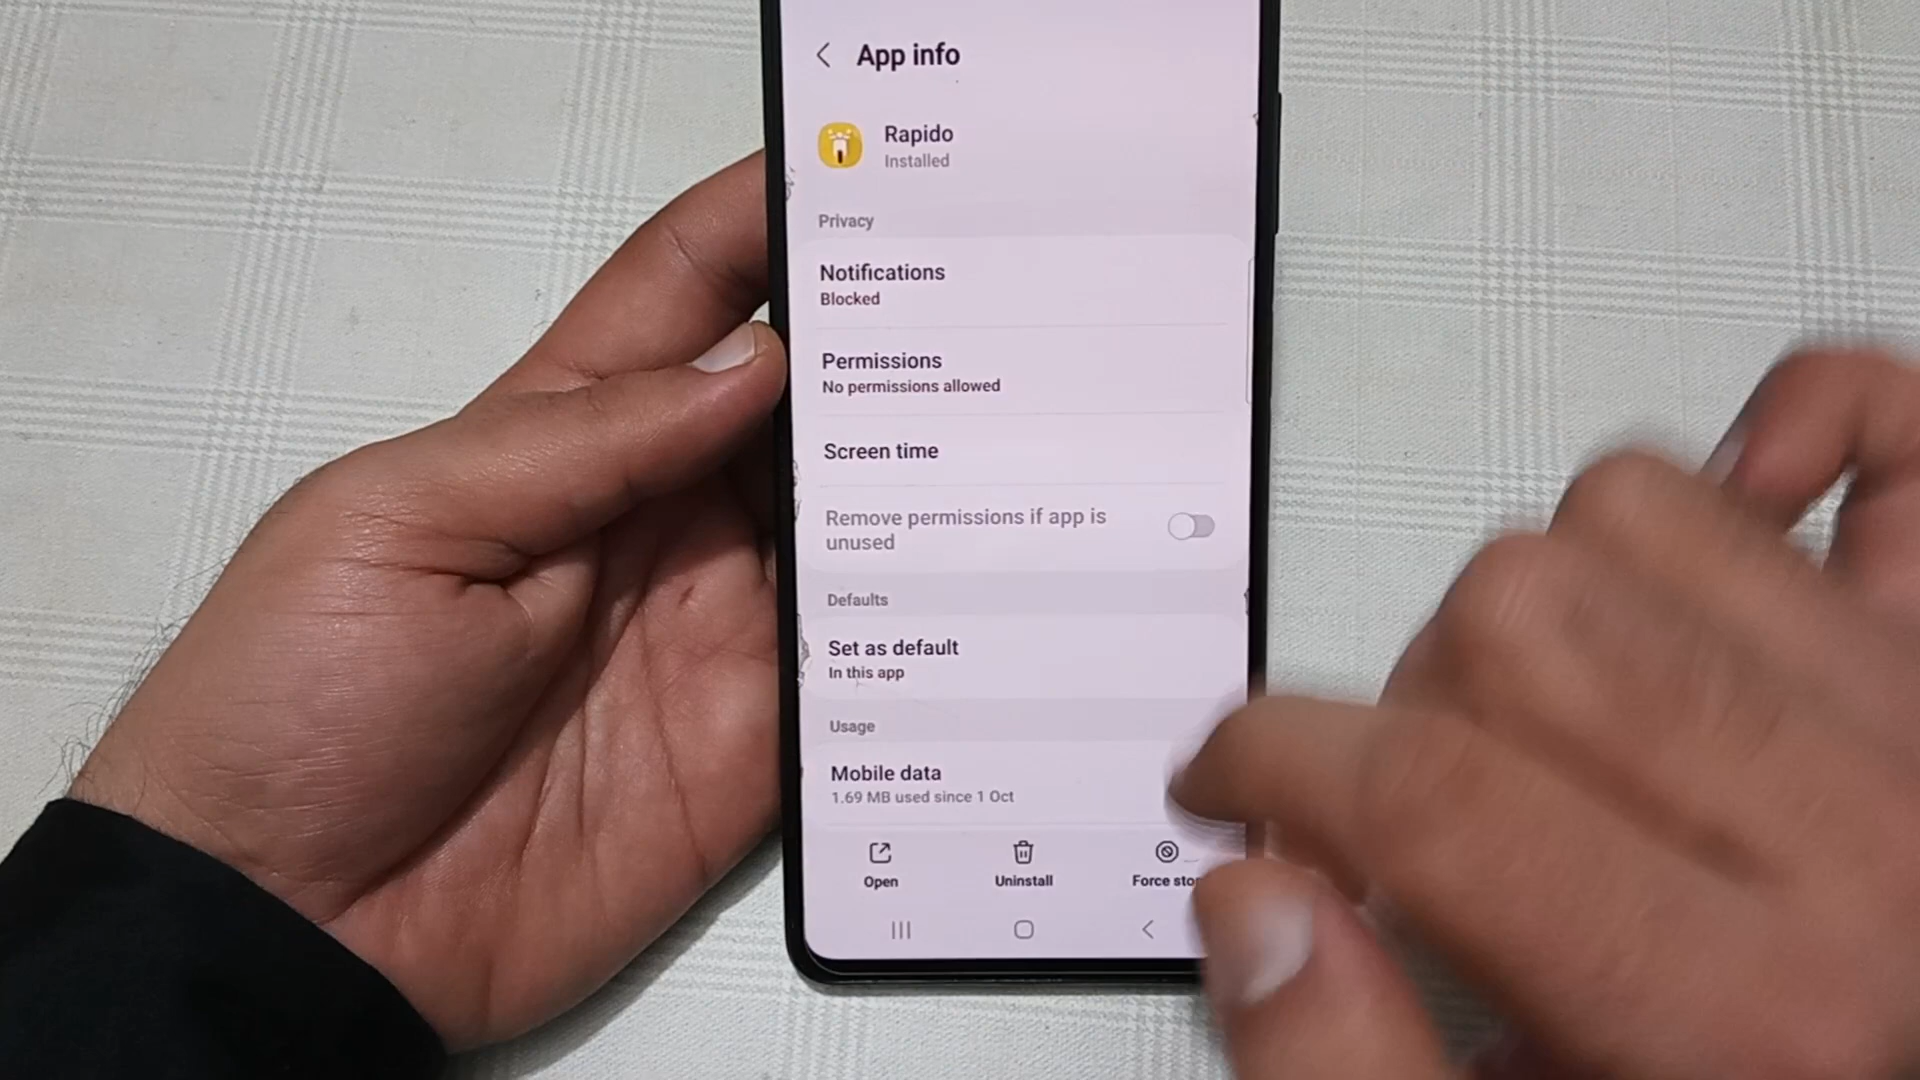 App info
Rapido
Installed
Privacy
Notifications
Blocked
Permissions
No permissions allowed
Screen time
Remove permissions if app is
unused
Defaults
Set as default
In this app
Usage
Mobile data
1.69 MB used since 1 Oct
Open Uninstall Force stop